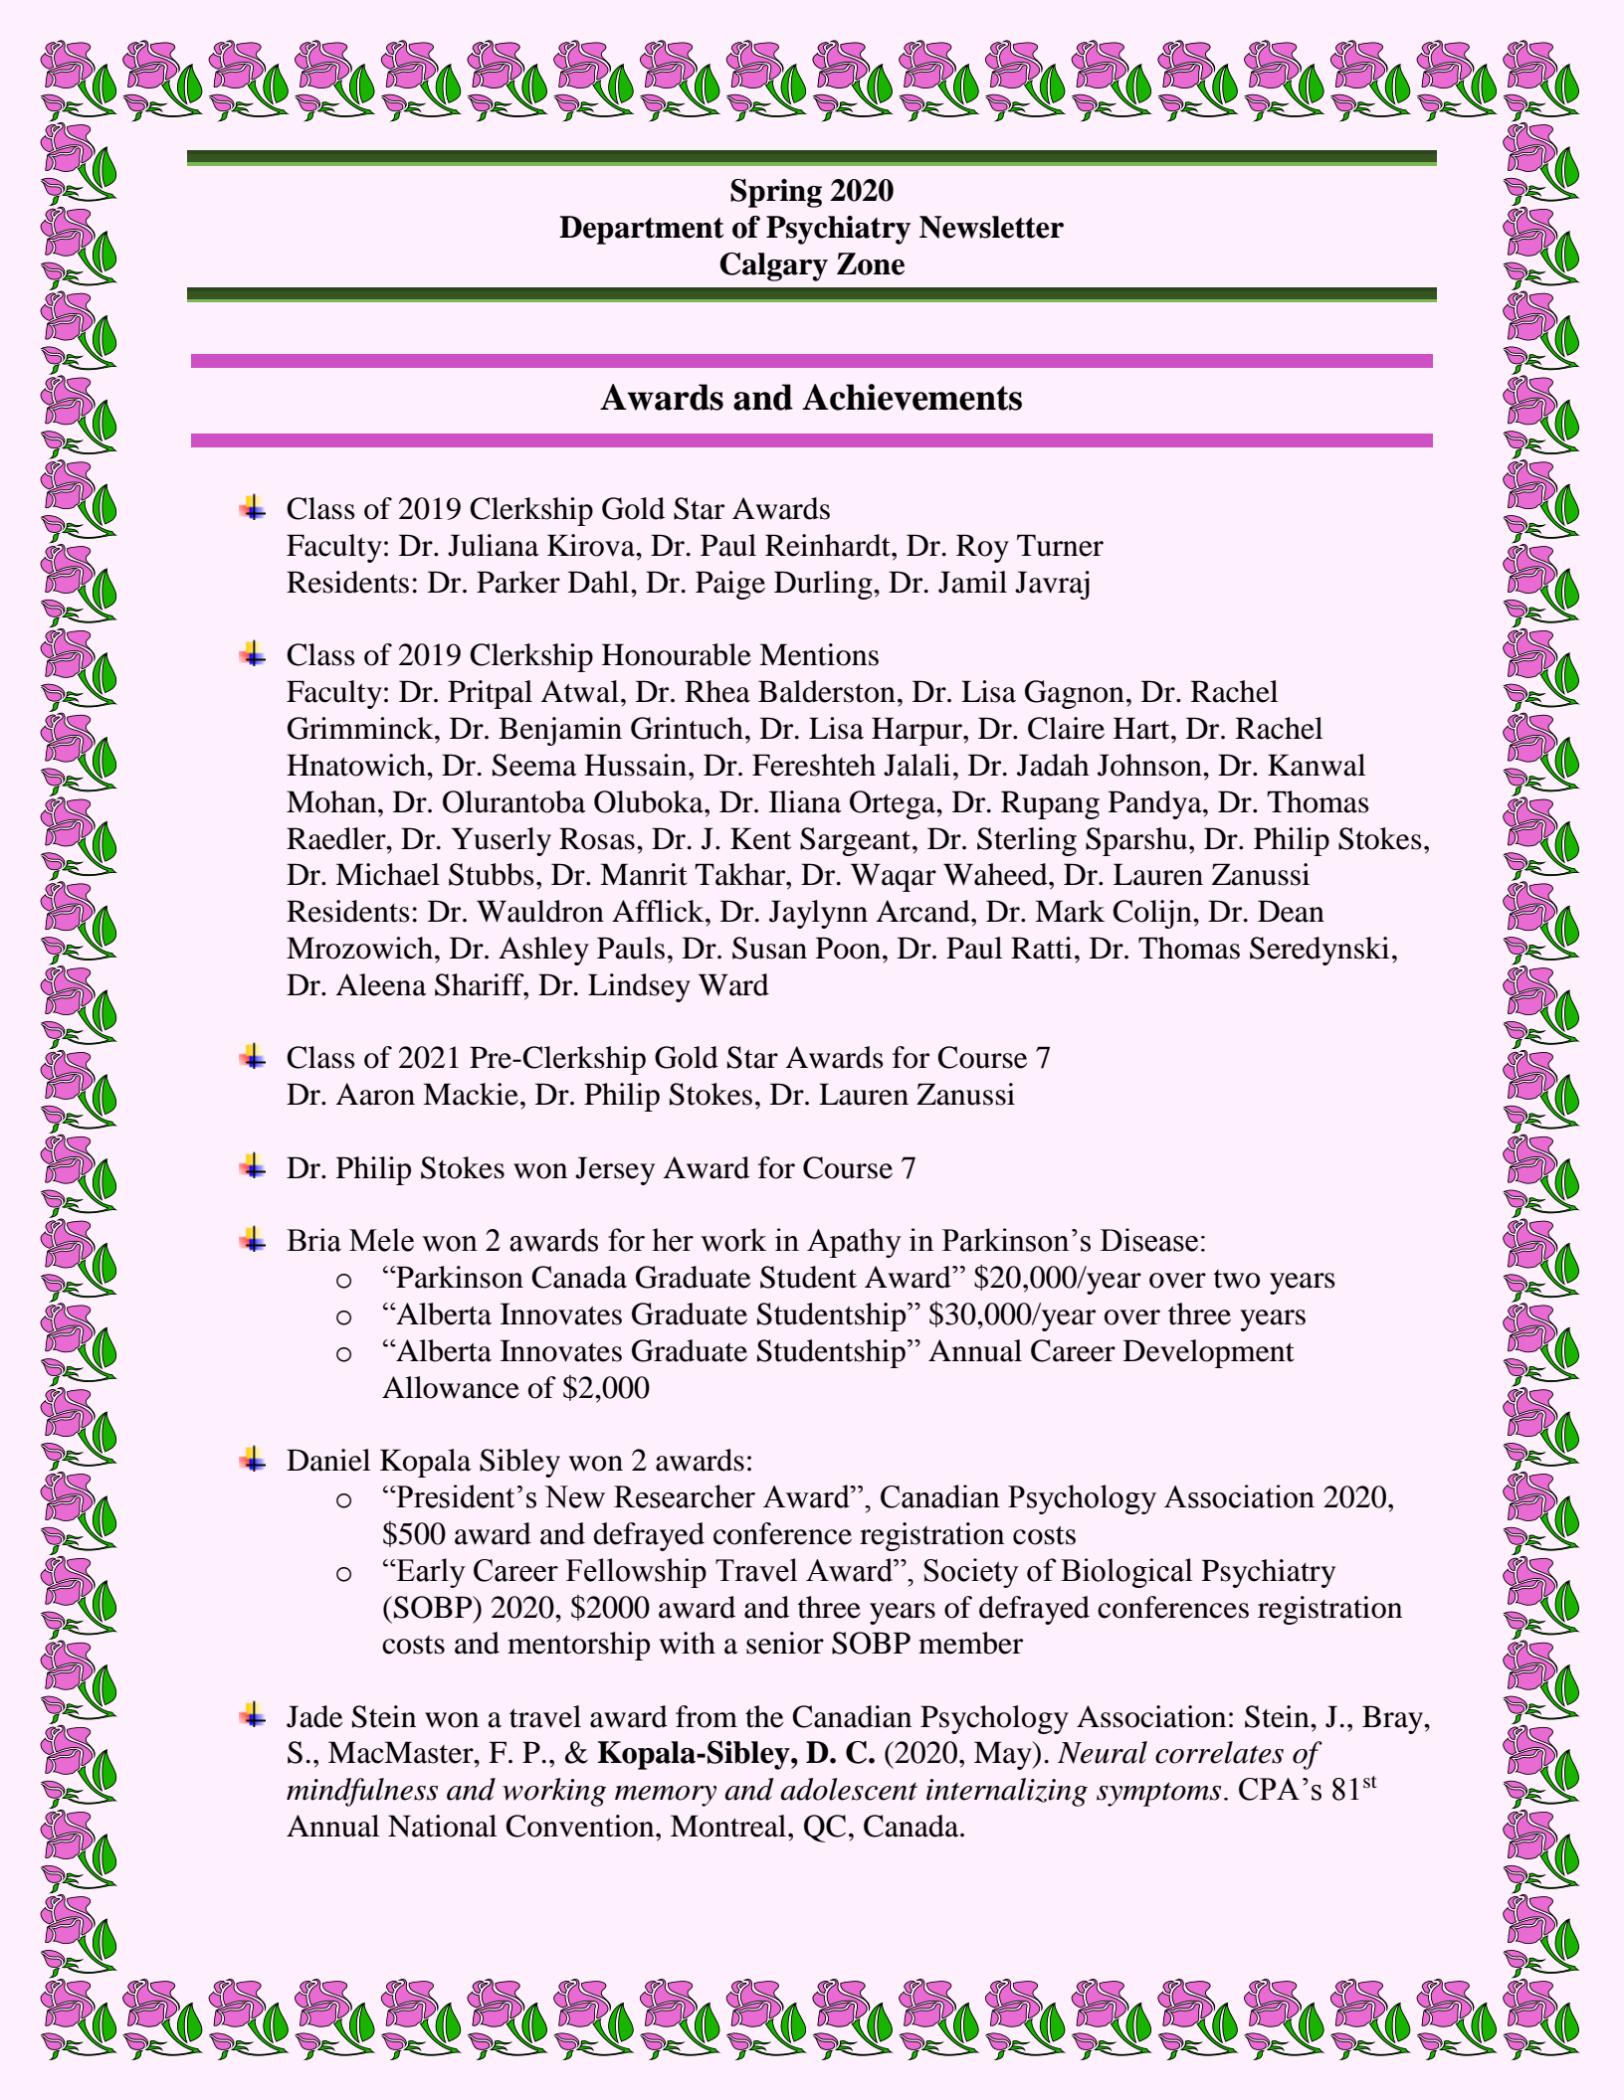 Spring 2020
Department of Psychiatry Newsletter
Calgary Zone
Awards and Achievements
Class of 2019 Clerkship Gold Star Awards
Faculty: Dr. Juliana Kirova, Dr. Paul Reinhardt, Dr. Roy Turner
Residents: Dr. Parker Dahl, Dr. Paige Durling, Dr. Jamil Javraj
Class of 2019 Clerkship Honourable Mentions
Faculty: Dr. Pritpal Atwal, Dr. Rhea Balderston, Dr. Lisa Gagnon, Dr. Rachel
Grimminck, Dr. Benjamin Grintuch, Dr. Lisa Harpur, Dr. Claire Hart, Dr. Rachel
Hnatowich, Dr. Seema Hussain, Dr. Fereshteh Jalali, Dr. Jadah Johnson, Dr. Kanwal
Mohan, Dr. Olurantoba Oluboka, Dr. Iliana Ortega, Dr. Rupang Pandya, Dr. Thomas
Raedler, Dr. Yuserly Rosas, Dr. J. Kent Sargeant, Dr. Sterling Sparshu, Dr. Philip Stokes,
Dr. Michael Stubbs, Dr. Manrit Takhar, Dr. Waqar Waheed, Dr. Lauren Zanussi
Residents: Dr. Wauldron Afflick, Dr. Jaylynn Arcand, Dr. Mark Colijn, Dr. Dean
Mrozowich, Dr. Ashley Pauls, Dr. Susan Poon, Dr. Paul Ratti, Dr. Thomas Seredynski,
Dr. Aleena Shariff, Dr. Lindsey Ward
Class of 2021 Pre-Clerkship Gold Star Awards for Course 7
Dr. Aaron Mackie, Dr. Philip Stokes, Dr. Lauren Zanussi
Dr. Philip Stokes won Jersey Award for Course 7
Bria Mele won 2 awards for her work in Apathy in Parkinson’s Disease:
o “Parkinson Canada Graduate Student Award” $20,000/year over two years
o “Alberta Innovates Graduate Studentship” $30,000/year over three years
o “Alberta Innovates Graduate Studentship” Annual Career Development
Allowance of $2,000
Daniel Kopala Sibley won 2 awards:
o “President’s New Researcher Award”, Canadian Psychology Association 2020,
$500 award and defrayed conference registration costs
o “Early Career Fellowship Travel Award”, Society of Biological Psychiatry
(SOBP) 2020, $2000 award and three years of defrayed conferences registration
costs and mentorship with a senior SOBP member
Jade Stein won a travel award from the Canadian Psychology Association: Stein, J., Bray,
S., MacMaster, F. P., & Kopala-Sibley, D. C. (2020, May). Neural correlates of
mindfulness and working memory and adolescent internalizing symptoms. CPA’s 81st
Annual National Convention, Montreal, QC, Canada.